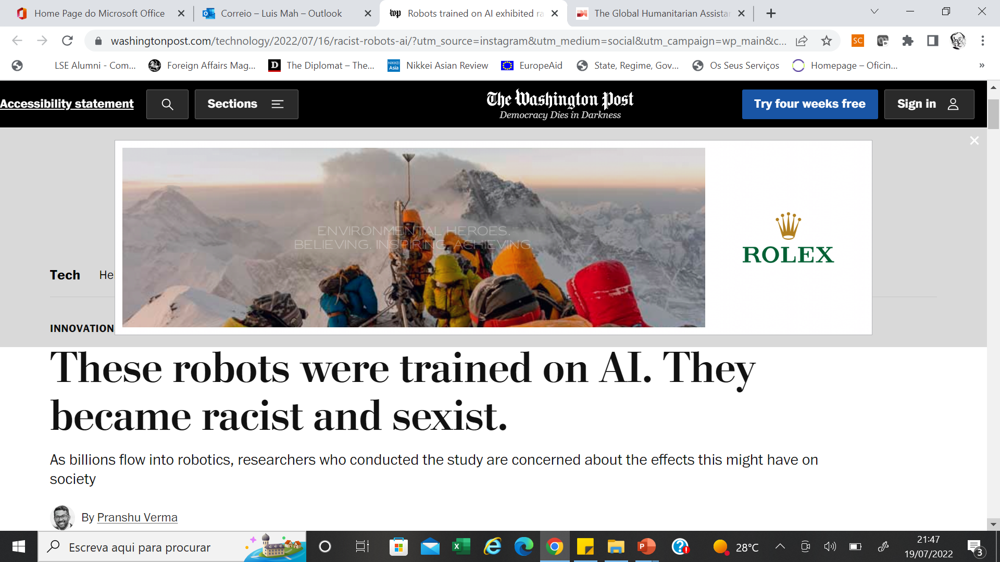 Home Page do Microsoft Office
Correio – Luis Mah – Outlook
wp Robots trained on AI exhibited ra
The Global Humanitarian Assistan
washingtonpost.com/technology/2022/07/16/racist-robots-ai/?utm_source=instagram&utm_medium=social&utm_campaign=wp_main&c...
SC
LSE Alumni - Com...
Foreign Affairs Mag...
D The Diplomat – The...
NIKKEI Asia Nikkei Asian Review
EuropeAid
State, Regime, Gov...
Os Seus Serviços
Homepage – Oficin...
»
Accessibility statement
Sections
The Washington Post
Democracy Dies in Darkness
Try four weeks free
Sign in
ENVIRONMENTAL HEROES.
BELIEVING. INSPIRING. ACHIEVING.
ROLEX
Tech He
INNOVATION
These robots were trained on AI. They
became racist and sexist.
As billions flow into robotics, researchers who conducted the study are concerned about the effects this might have on
society
By Pranshu Verma
Escreva aqui para procurar
28°C
21:47
19/07/2022
3